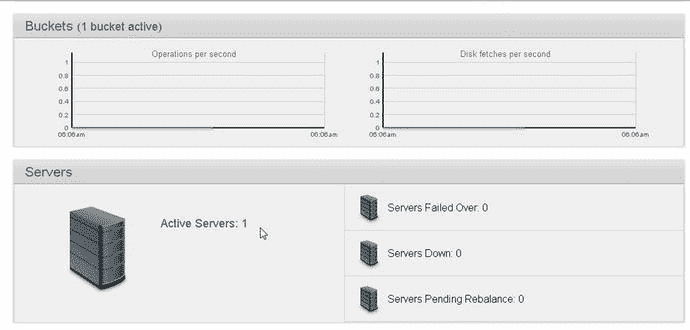 Buckets (1 bucket active)
Operations per second
1
0.8
0.6
0.4
0.2
0
06:06am
06:06am
Disk fetches per second
1
0.8
0.6
0.4
0.2
0
06:06am
06:06am
Servers
Active Servers: 1
Servers Failed Over: 0
Servers Down: 0
Servers Pending Rebalance: 0